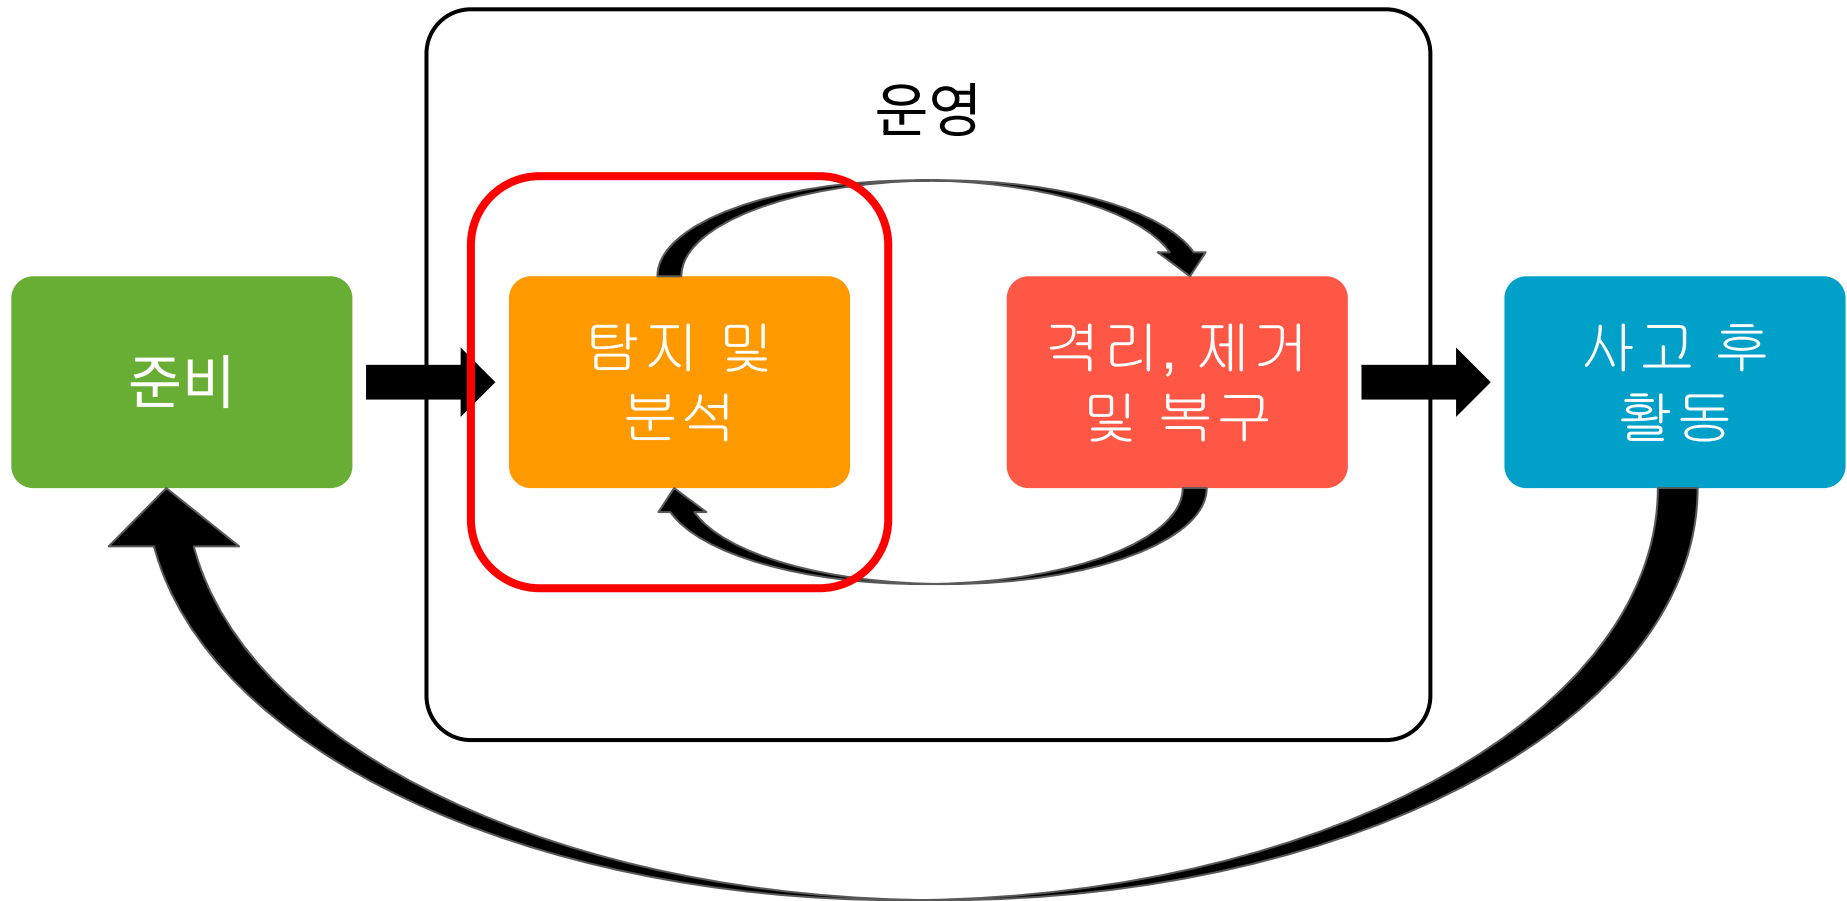 운영
준비
탐지 및
분석
격리, 제거
및 복구
사고 후
활동